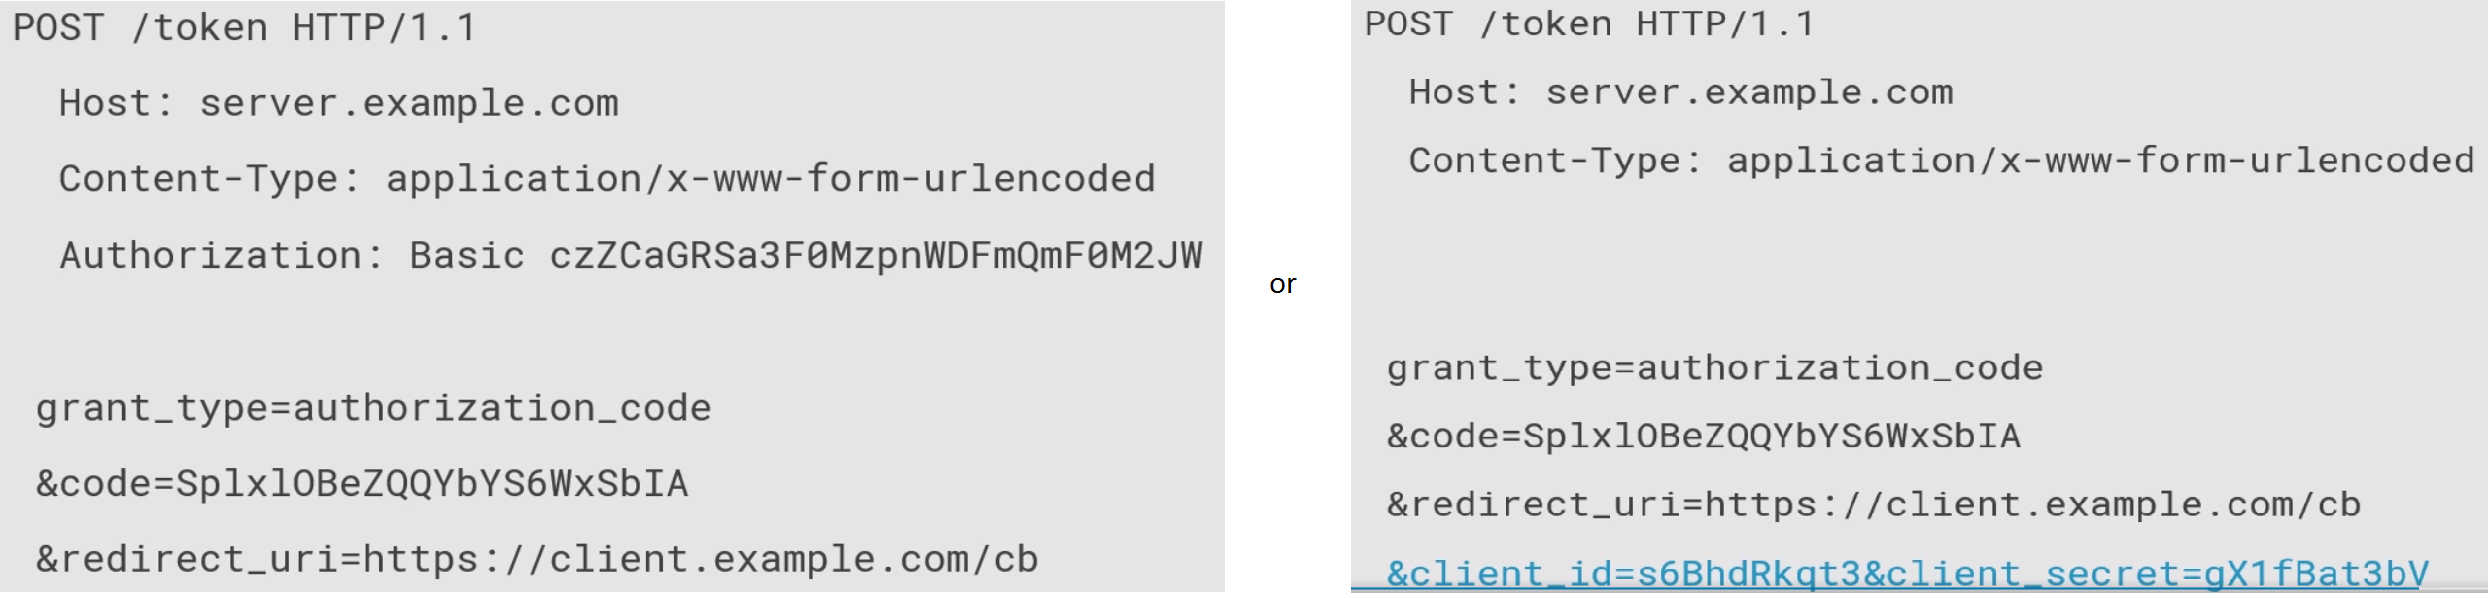 POST /token HTTP/1.1
Host: server.example.com
Content-Type: application/x-www-form-urlencoded
Authorization: Basic czZCaGRSa3F0MzpnWDFmQmF0M2JW
grant_type=authorization_code
&code=SplxlOBeZQQYbYS6WxSbIA
&redirect_uri=https://client.example.com/cb
or
POST /token HTTP/1.1
Host: server.example.com
Content-Type: application/x-www-form-urlencoded
grant_type=authorization_code
&code=SplxlOBeZQQYbYS6WxSbIA
&redirect_uri=https://client.example.com/cb
&client_id=s6BhdRkqt3&client_secret=gX1fBat3bV